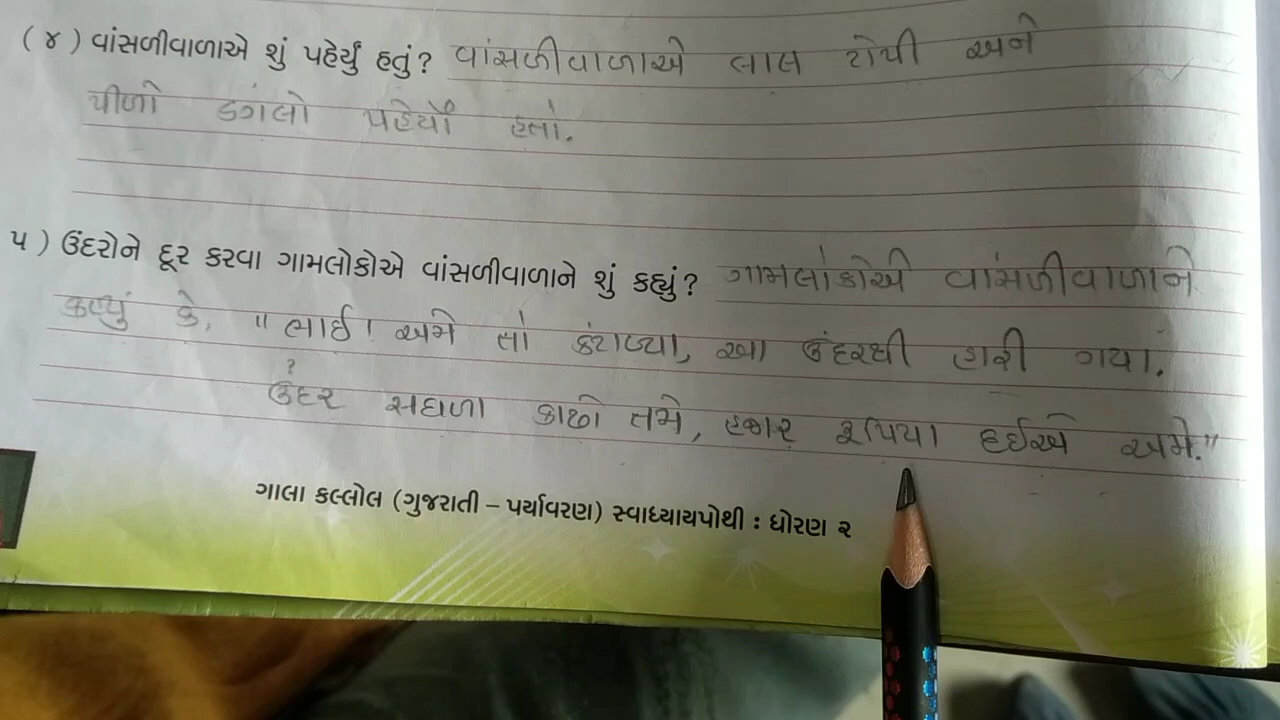 (૪) વાંસળીવાળાએ શું પહેર્યું હતું? વાંસળીવાળાએ લાલ ટોપી અને
પીળો ડગલો પહેર્યો હતો.
૫) ઉંદરોને દૂર કરવા ગામલોકોએ વાંસળીવાળાને શું કહ્યું? ગામલોકોએ વાંસળીવાળાને
કહ્યું કે, "ભાઈ! અમે તો કંટાળ્યા, આ ઉંદરથી હારી ગયા.
ઉંદર સઘળા કાઢો તમે, હજાર રૂપિયા દઈએ અમે."
ગાલા કલ્લોલ (ગુજરાતી – પર્યાવરણ) સ્વાધ્યાયપોથી : ધોરણ ૨